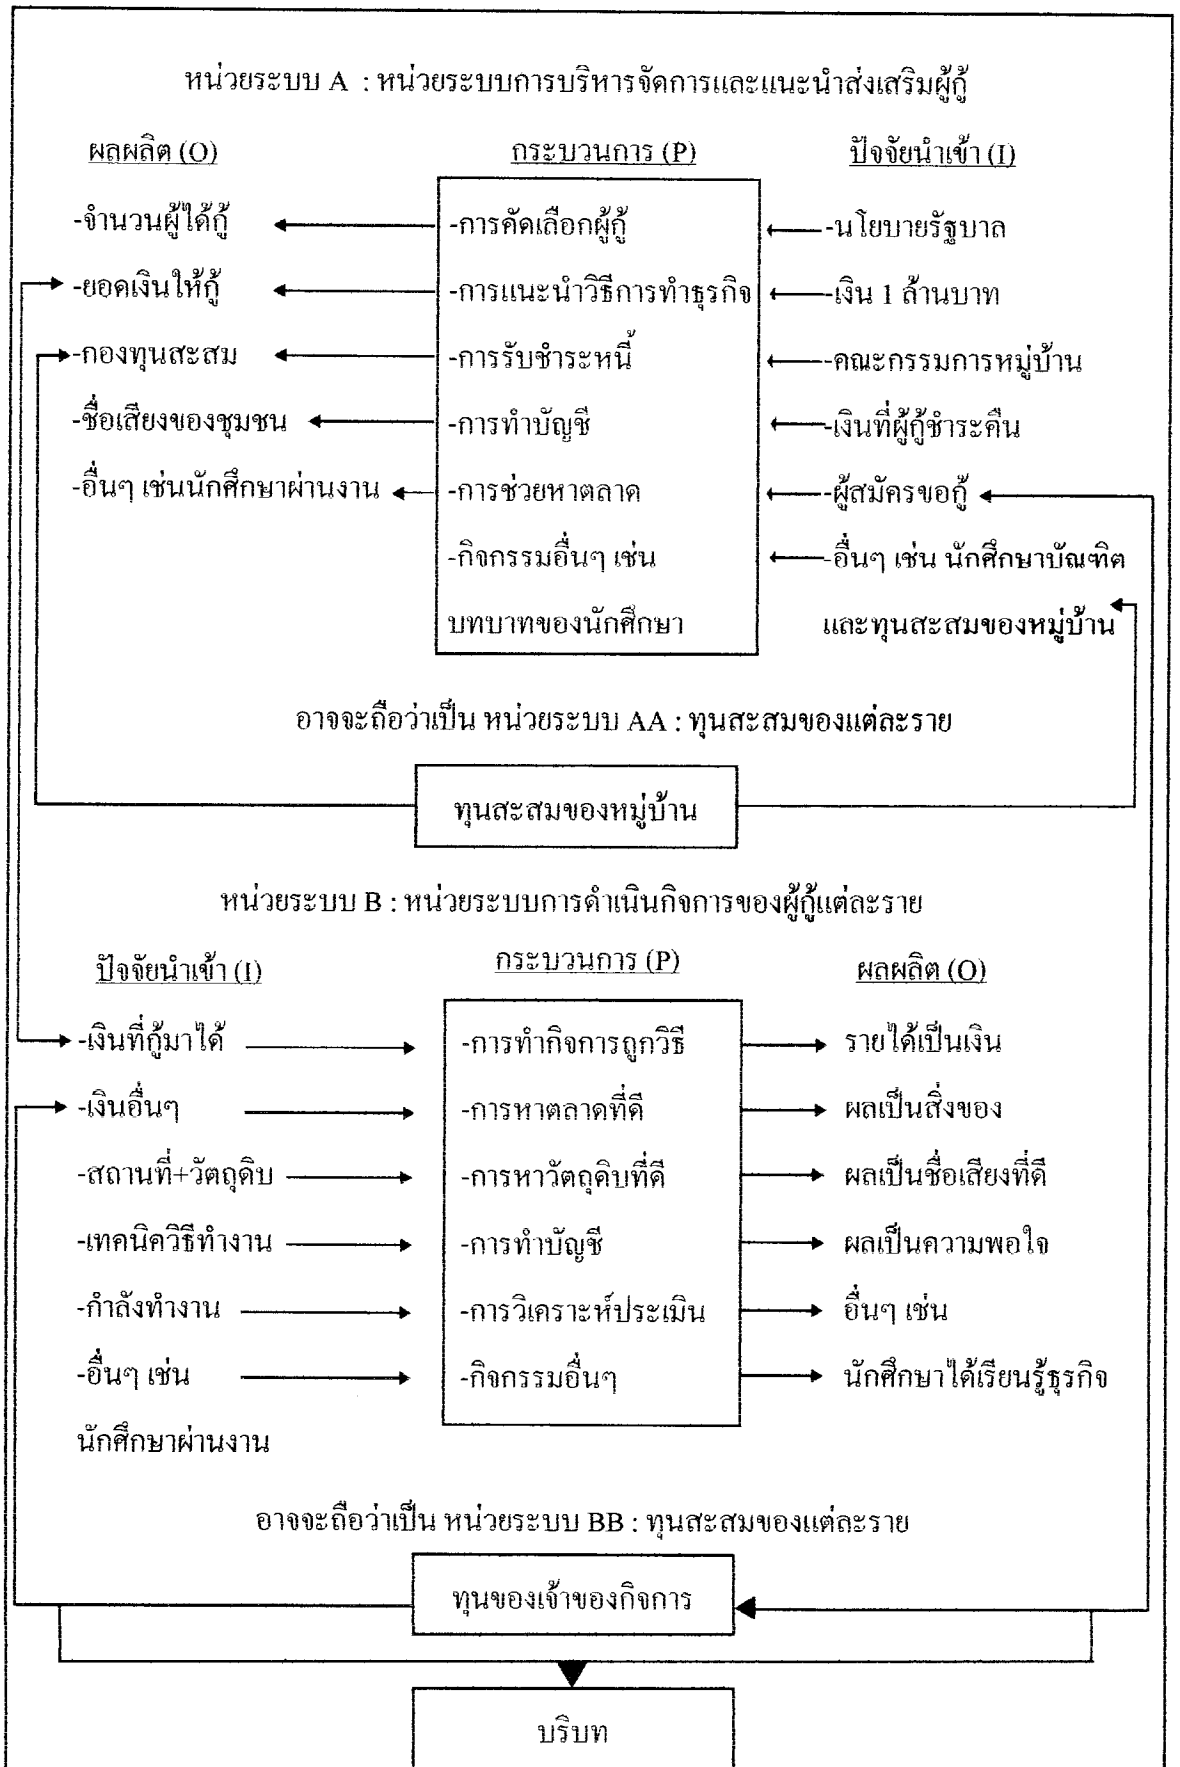 หน่วยระบบ A : หน่วยระบบการบริหารจัดการและแนะนำส่งเสริมผู้กู้
ผลผลิต (O) กระบวนการ (P) ปัจจัยนำเข้า (I)
-จำนวนผู้ได้กู้ -การคัดเลือกผู้กู้ -นโยบายรัฐบาล
-ยอดเงินให้กู้ -การแนะนำวิธีการทำธุรกิจ -เงิน 1 ล้านบาท
-กองทุนสะสม -การรับชำระหนี้ -คณะกรรมการหมู่บ้าน
-ชื่อเสียงของชุมชน -การทำบัญชี -เงินที่ผู้กู้ชำระคืน
-อื่นๆ เช่นนักศึกษาผ่านงาน -การช่วยหาตลาด -ผู้สมัครขอกู้
-กิจกรรมอื่นๆ เช่น -อื่นๆ เช่น นักศึกษาบัณฑิต
บทบาทของนักศึกษา และทุนสะสมของหมู่บ้าน
อาจจะถือว่าเป็น หน่วยระบบ AA : ทุนสะสมของแต่ละราย
ทุนสะสมของหมู่บ้าน
หน่วยระบบ B : หน่วยระบบการดำเนินกิจการของผู้กู้แต่ละราย
ปัจจัยนำเข้า (I) กระบวนการ (P) ผลผลิต (O)
-เงินที่กู้มาได้ -การทำกิจการถูกวิธี รายได้เป็นเงิน
-เงินอื่นๆ -การหาตลาดที่ดี ผลเป็นสิ่งของ
-สถานที่+วัตถุดิบ -การหาวัตถุดิบที่ดี ผลเป็นชื่อเสียงที่ดี
-เทคนิควิธีทำงาน -การทำบัญชี ผลเป็นความพอใจ
-กำลังทำงาน -การวิเคราะห์ประเมิน อื่นๆ เช่น
-อื่นๆ เช่น -กิจกรรมอื่นๆ นักศึกษาได้เรียนรู้ธุรกิจ
นักศึกษาผ่านงาน
อาจจะถือว่าเป็น หน่วยระบบ BB : ทุนสะสมของแต่ละราย
ทุนของเจ้าของกิจการ
บริบท